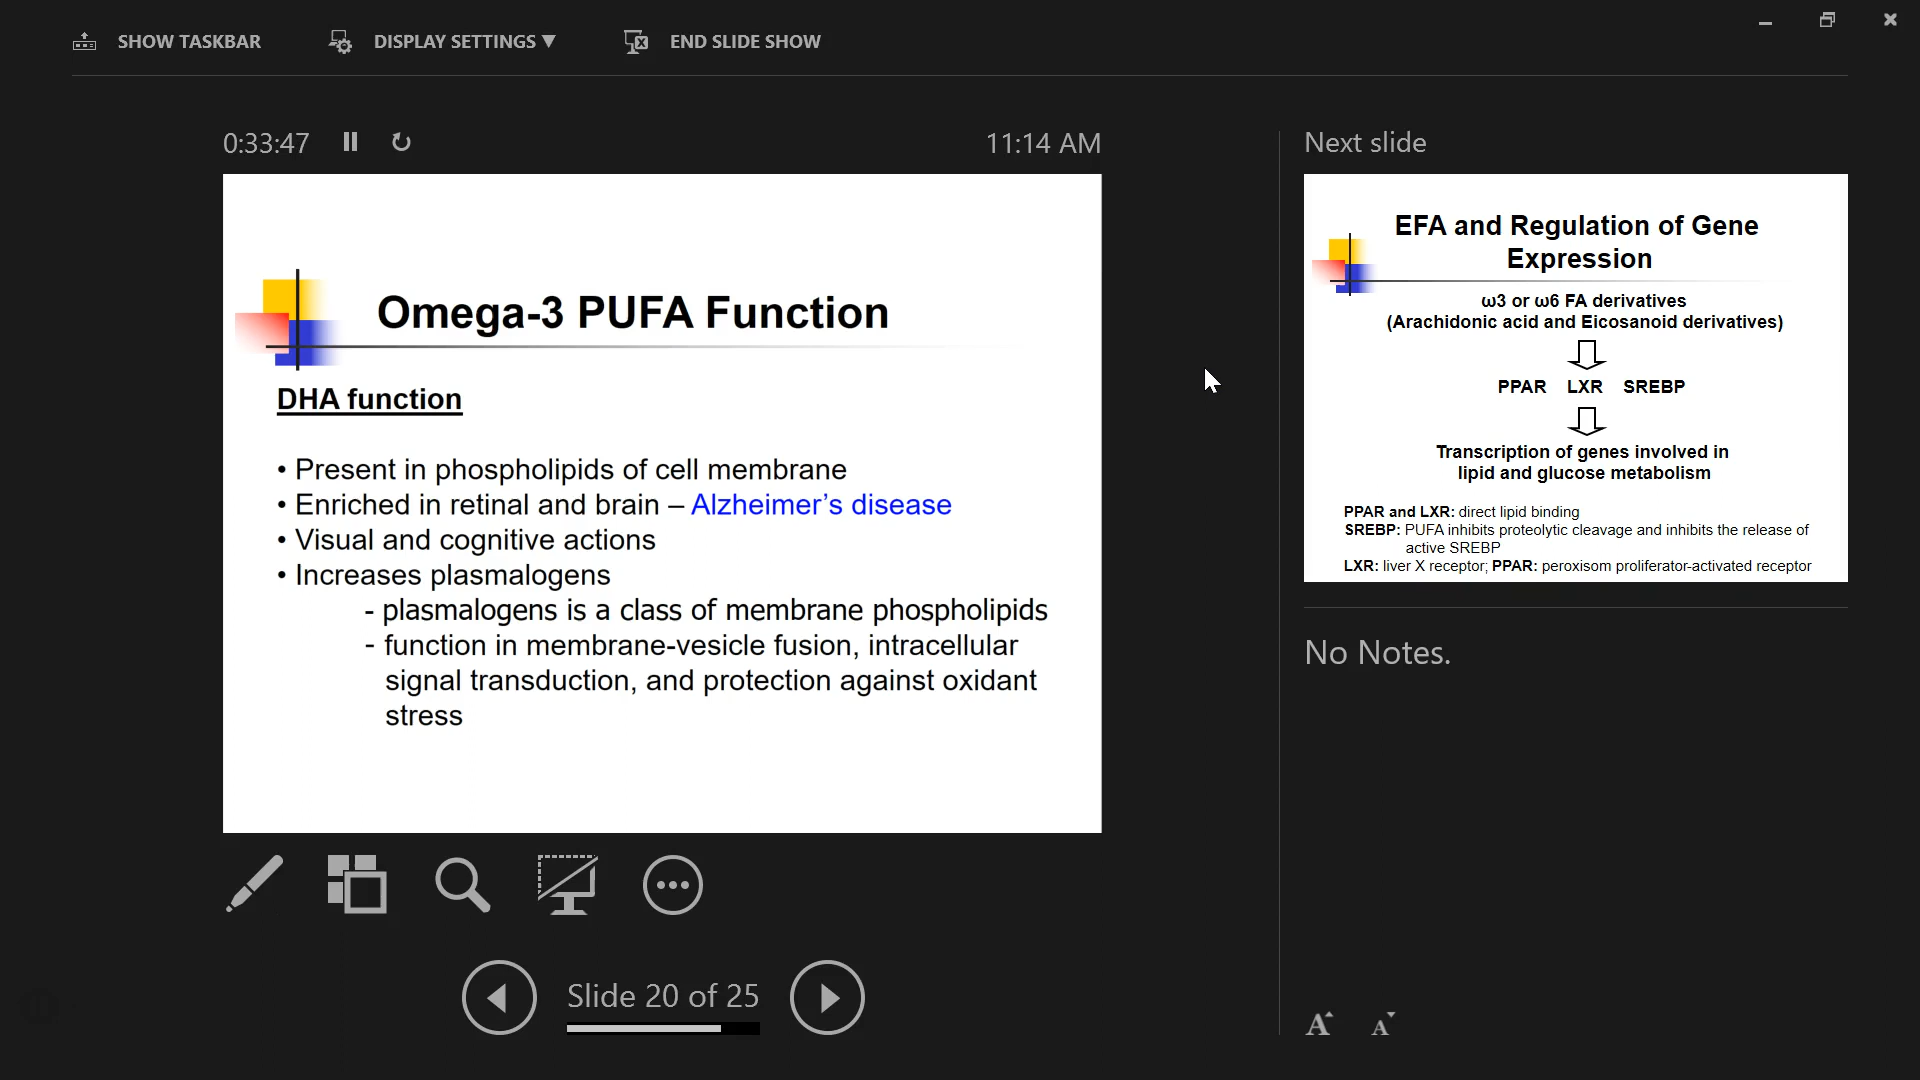 SHOW TASKBAR
DISPLAY SETTINGS ▼
END SLIDE SHOW
0:33:47
11:14 AM
Omega-3 PUFA Function
DHA function
• Present in phospholipids of cell membrane
• Enriched in retinal and brain – Alzheimer’s disease
• Visual and cognitive actions
• Increases plasmalogens
- plasmalogens is a class of membrane phospholipids
- function in membrane-vesicle fusion, intracellular
signal transduction, and protection against oxidant
stress
Slide 20 of 25
Next slide
EFA and Regulation of Gene
Expression
ω3 or ω6 FA derivatives
(Arachidonic acid and Eicosanoid derivatives)
PPAR LXR SREBP
Transcription of genes involved in
lipid and glucose metabolism
PPAR and LXR: direct lipid binding
SREBP: PUFA inhibits proteolytic cleavage and inhibits the release of
active SREBP
LXR: liver X receptor; PPAR: peroxisom proliferator-activated receptor
No Notes.
A A